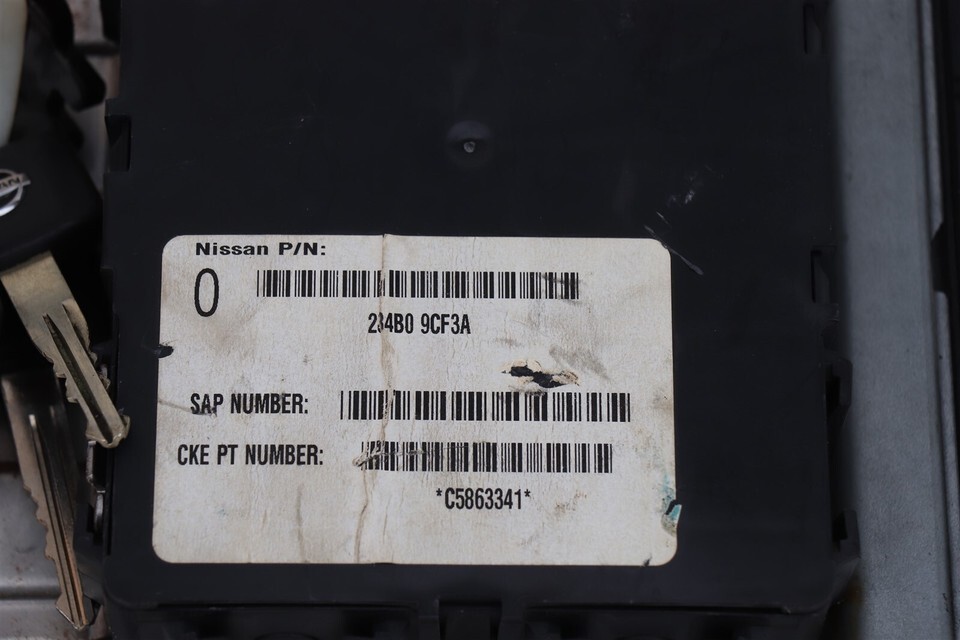 Nissan P/N:
0
284B0 9CF3A
SAP NUMBER:
CKE PT NUMBER:
*C5863341*